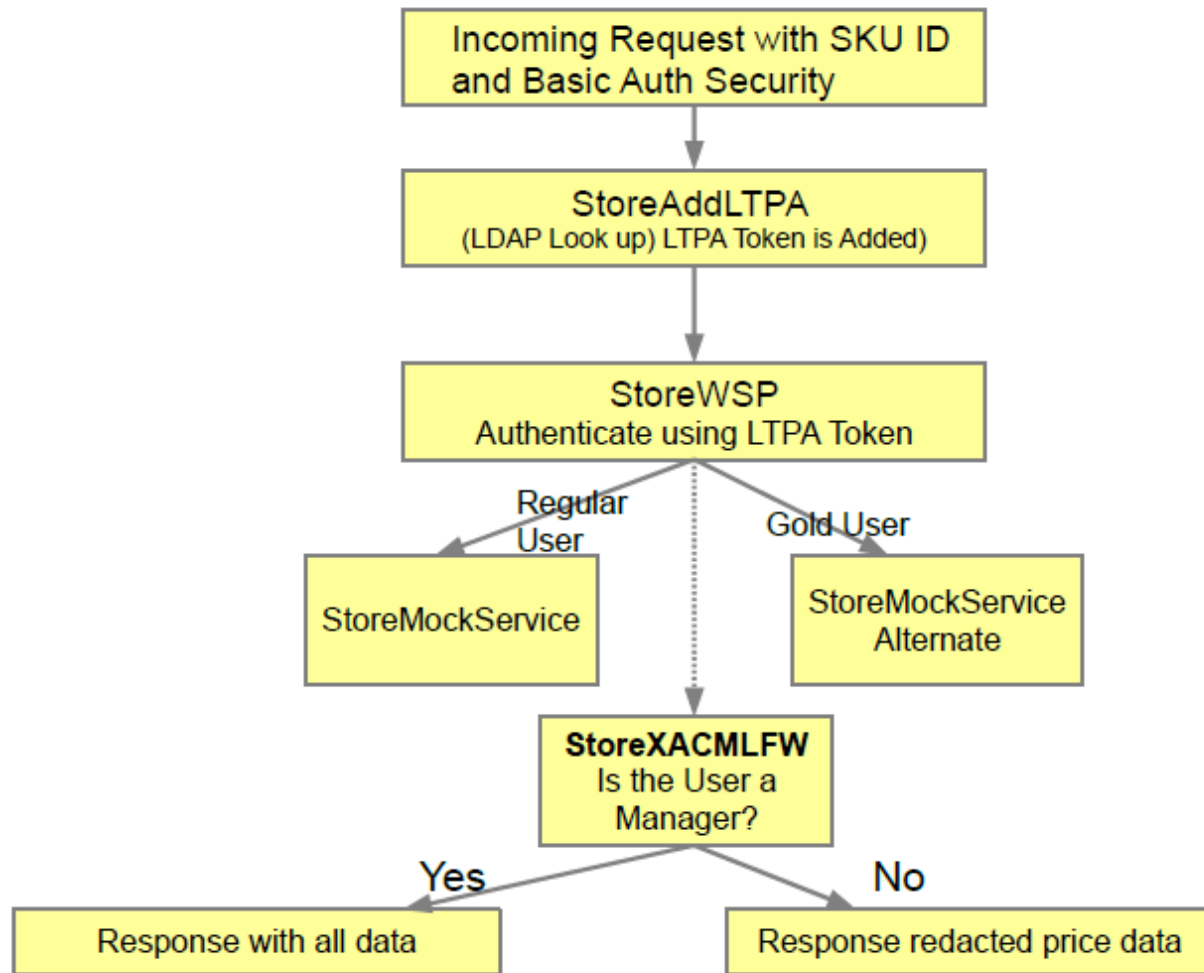 Incoming Request with SKU ID
and Basic Auth Security
StoreAddLTPA
(LDAP Look up) LTPA Token is Added)
StoreWSP
Authenticate using LTPA Token
Regular
User
Gold User
StoreMockService
StoreMockService
Alternate
StoreXACMLFW
Is the User a
Manager?
Yes
No
Response with all data
Response redacted price data